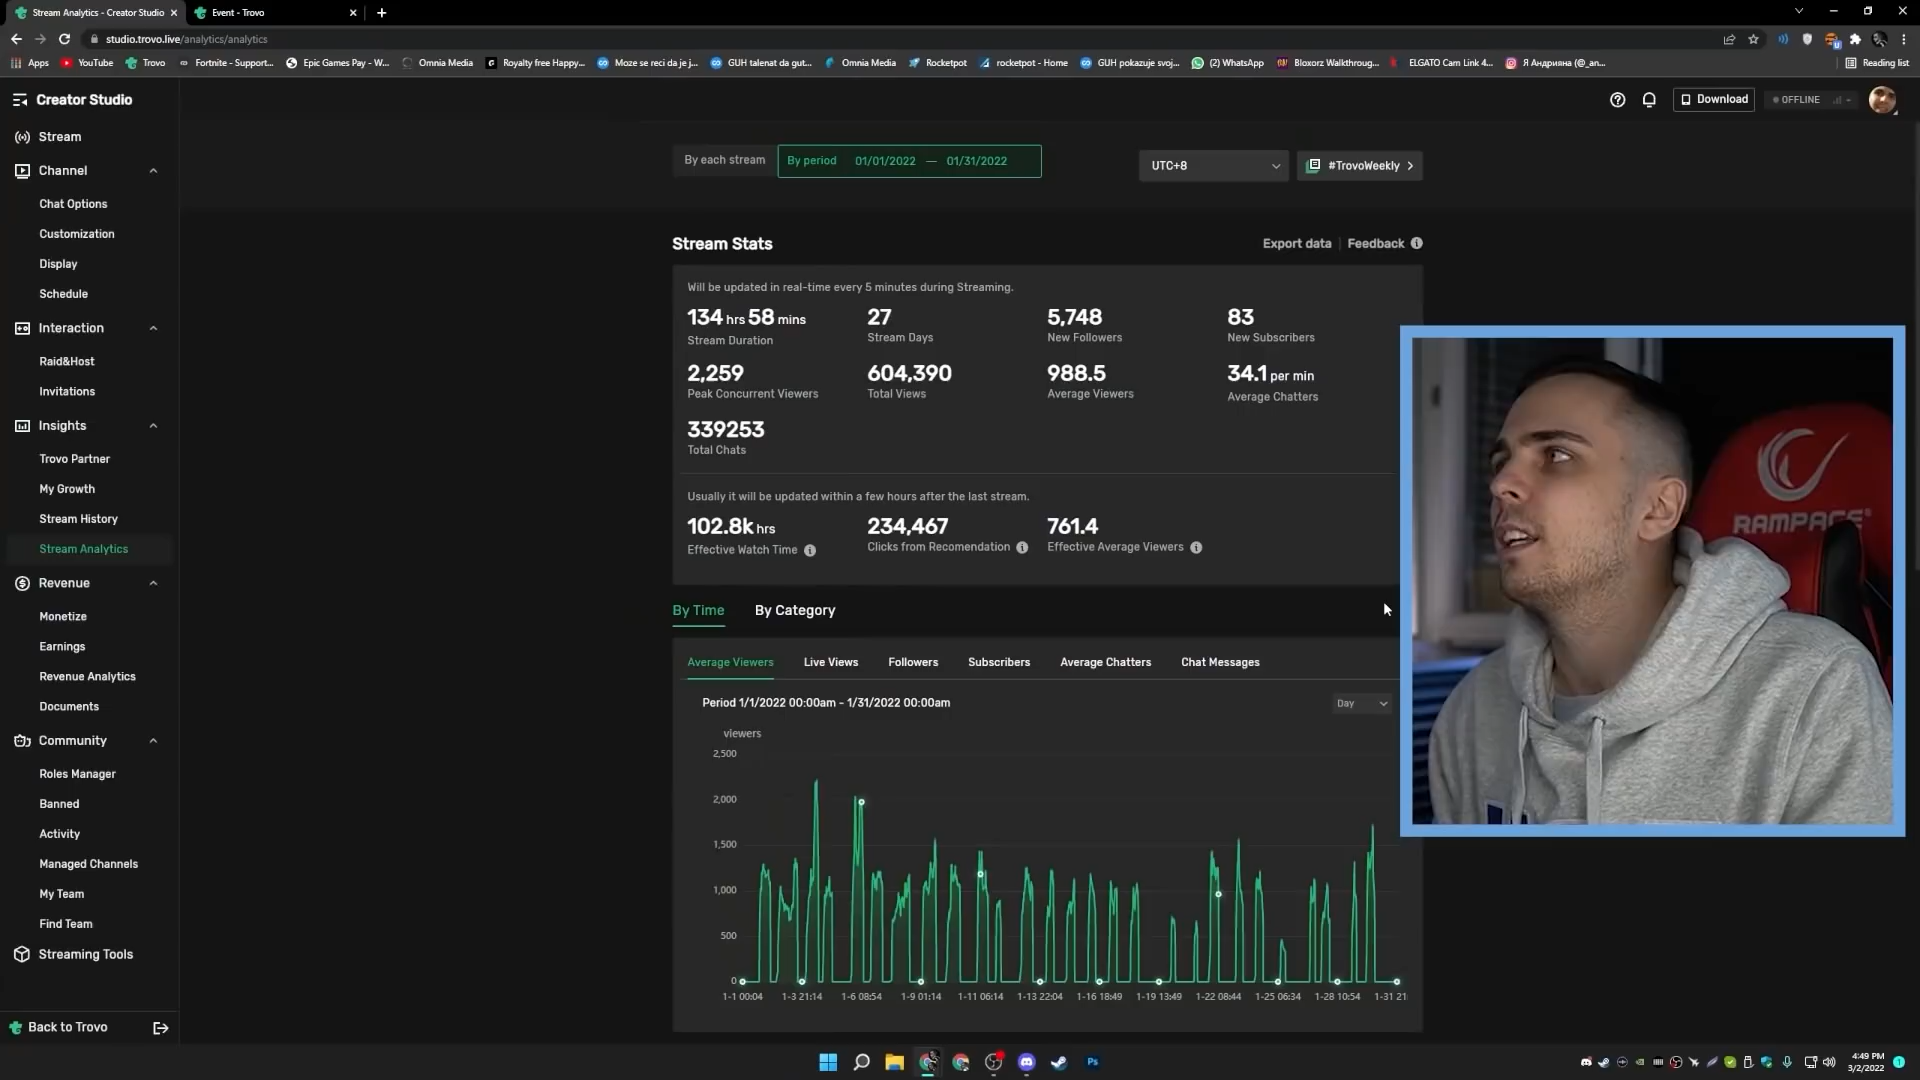 Stream Analytics - Creator Studio
Event - Trovo
studio.trovo.live/analytics/analytics
Apps YouTube Trovo Fortnite - Support... Epic Games Pay - W... Omnia Media Royalty free Happy... Moze se reci da je j... GUH talenat da gut... Omnia Media Rocketpot rocketpot - Home GUH pokazuje svoj... (2) WhatsApp Bloxorz Walkthroug... ELGATO Cam Link 4... Я Андрияна (@_an... Reading list
Creator Studio
Download
OFFLINE
Stream
Channel
Chat Options
Customization
Display
Schedule
Interaction
Raid&Host
Invitations
Insights
Trovo Partner
My Growth
Stream History
Stream Analytics
Revenue
Monetize
Earnings
Revenue Analytics
Documents
Community
Roles Manager
Banned
Activity
Managed Channels
My Team
Find Team
Streaming Tools
Back to Trovo
By each stream By period 01/01/2022 — 01/31/2022
UTC+8
#TrovoWeekly
Stream Stats
Export data Feedback
Will be updated in real-time every 5 minutes during Streaming.
134 hrs 58 mins 27 5,748 83
Stream Duration Stream Days New Followers New Subscribers
2,259 604,390 988.5 34.1 per min
Peak Concurrent Viewers Total Views Average Viewers Average Chatters
339253
Total Chats
Usually it will be updated within a few hours after the last stream.
102.8k hrs 234,467 761.4
Effective Watch Time Clicks from Recomendation Effective Average Viewers
By Time By Category
Average Viewers Live Views Followers Subscribers Average Chatters Chat Messages
Period 1/1/2022 00:00am - 1/31/2022 00:00am
Day
viewers
2,500
2,000
1,500
1,000
500
0
1-1 00:04 1-3 21:14 1-6 08:54 1-9 01:14 1-11 06:14 1-13 22:04 1-16 18:49 1-19 13:49 1-22 08:44 1-25 06:34 1-28 10:54 1-31 21:
RAMPAGE
Ps
4:49 PM
3/2/2022
1